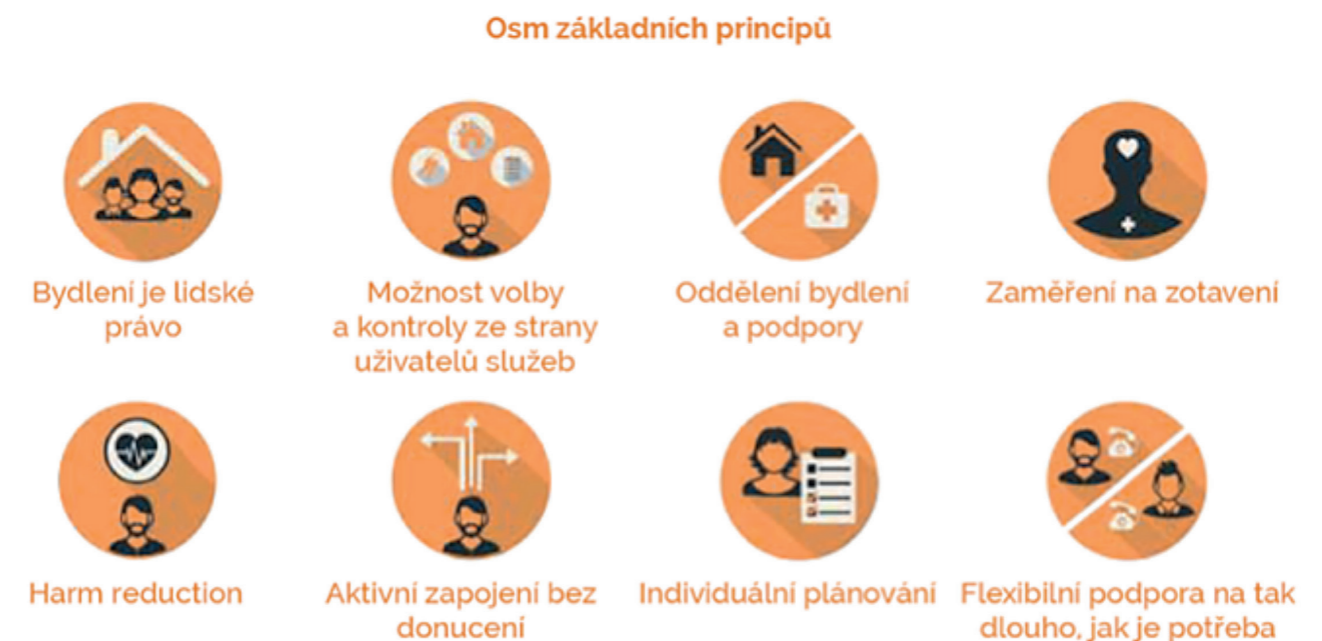 Osm základních principů
Bydlení je lidské
právo
Možnost volby
a kontroly ze strany
uživatelů služeb
Oddělení bydlení
a podpory
Zaměření na zotavení
Harm reduction
Aktivní zapojení bez
donucení
Individuální plánování
Flexibilní podpora na tak
dlouho, jak je potřeba